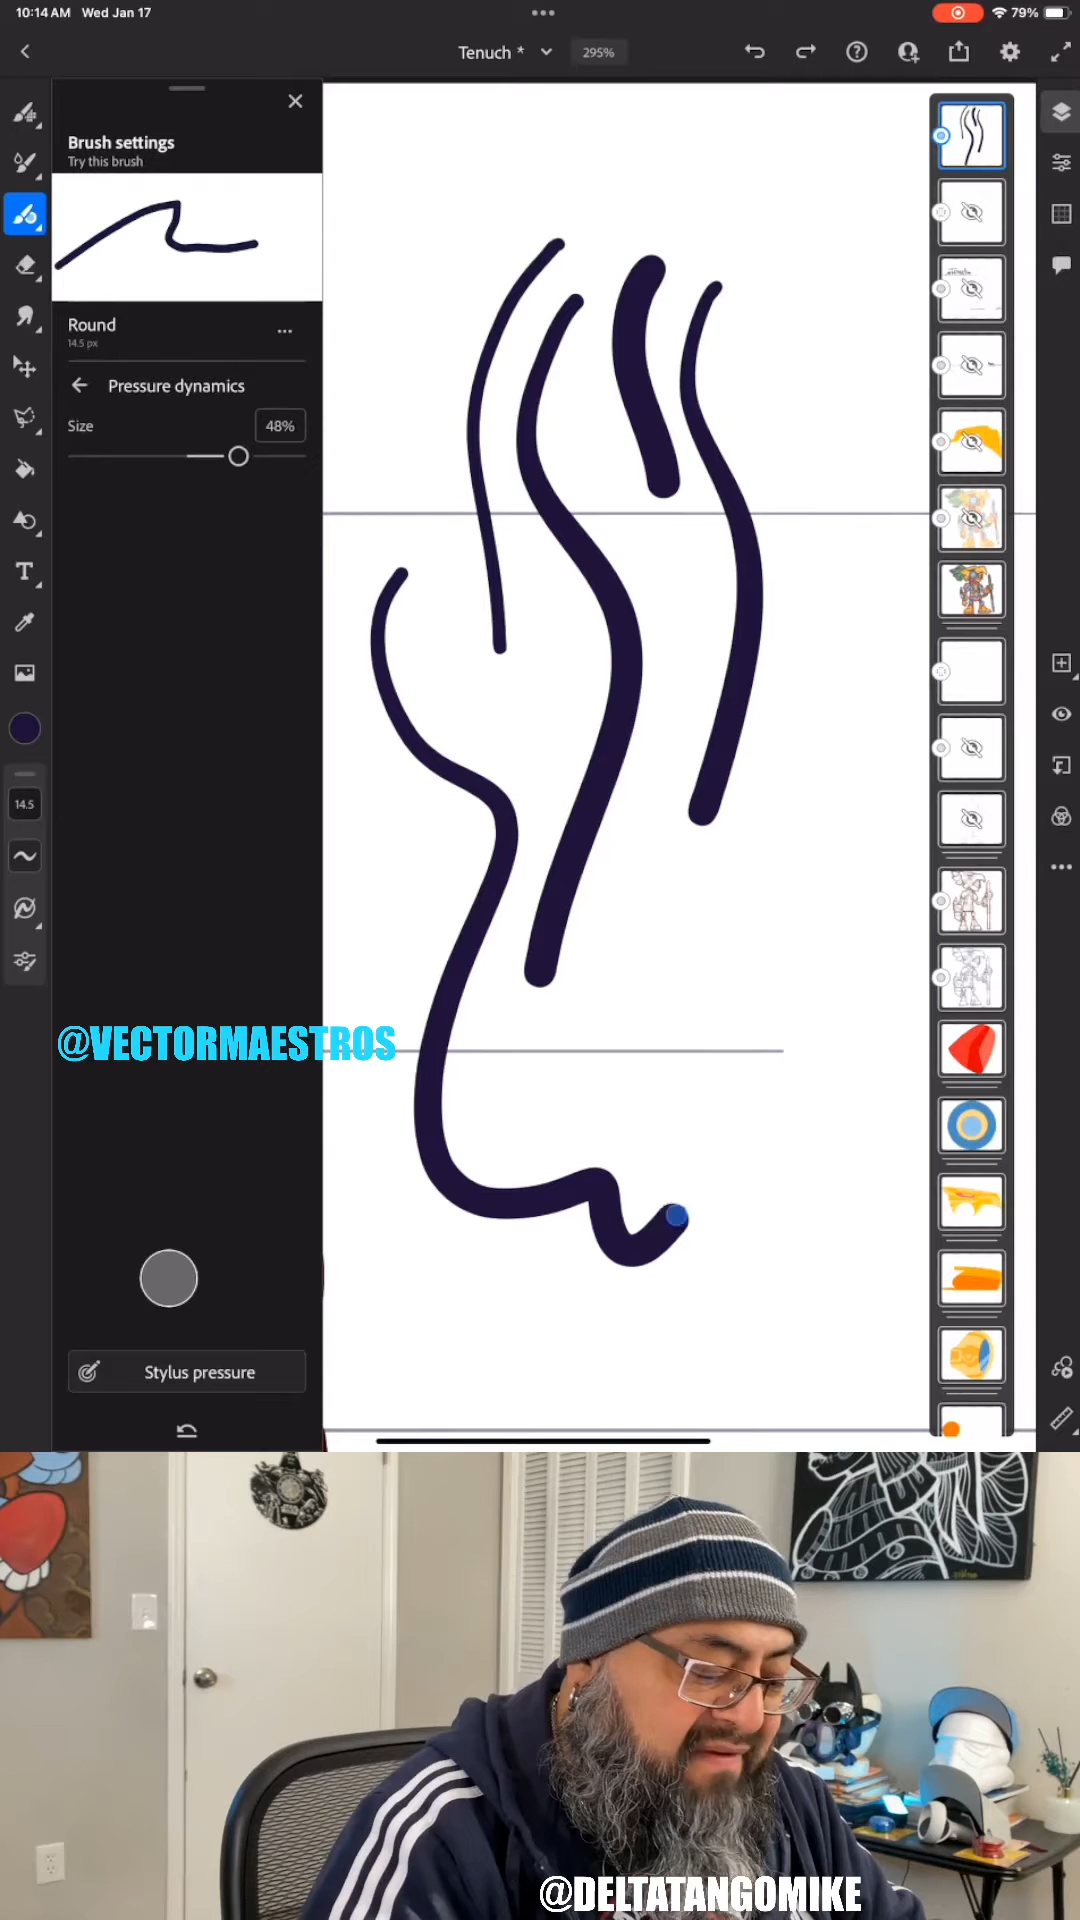 10:14 AM Wed Jan 17
79%
Tenuch *
295%
Brush settings
Try this brush
Round
14.5 px
Pressure dynamics
Size
48%
T
14.5
@VECTORMAESTROS
Stylus pressure
@DELTATANGOMIKE